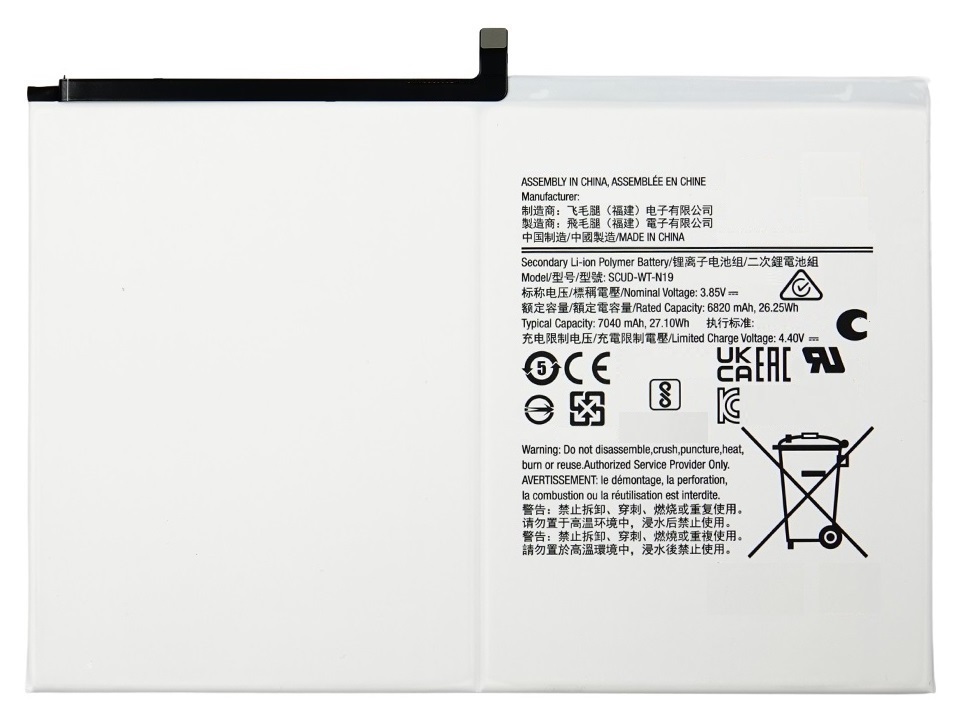 ASSEMBLY IN CHINA, ASSEMBLÉE EN CHINE
Manufacturer:
制造商：飞毛腿（福建）电子有限公司
製造商：飛毛腿（福建）電子有限公司
中国制造/中國製造/MADE IN CHINA
Secondary Li-ion Polymer Battery/锂离子电池组/二次鋰電池組
Model/型号/型號: SCUD-WT-N19
标称电压/標稱電壓/Nominal Voltage: 3.85V⎓
额定容量/額定電容量/Rated Capacity: 6820 mAh, 26.25Wh
Typical Capacity: 7040 mAh, 27.10Wh 执行标准:
充电限制电压/充電限制電壓/Limited Charge Voltage: 4.40V⎓
5 CE UK CA EAC
Warning: Do not disassemble,crush,puncture,heat,
burn or reuse.Authorized Service Provider Only.
AVERTISSEMENT: le démontage, la perforation,
la combustion ou la réutilisation est interdite.
警告：禁止拆卸、穿刺、燃烧或重复使用。
请勿置于高温环境中，浸水后禁止使用。
警告：禁止拆卸、穿刺、燃燒或重複使用。
請勿置於高溫環境中，浸水後禁止使用。